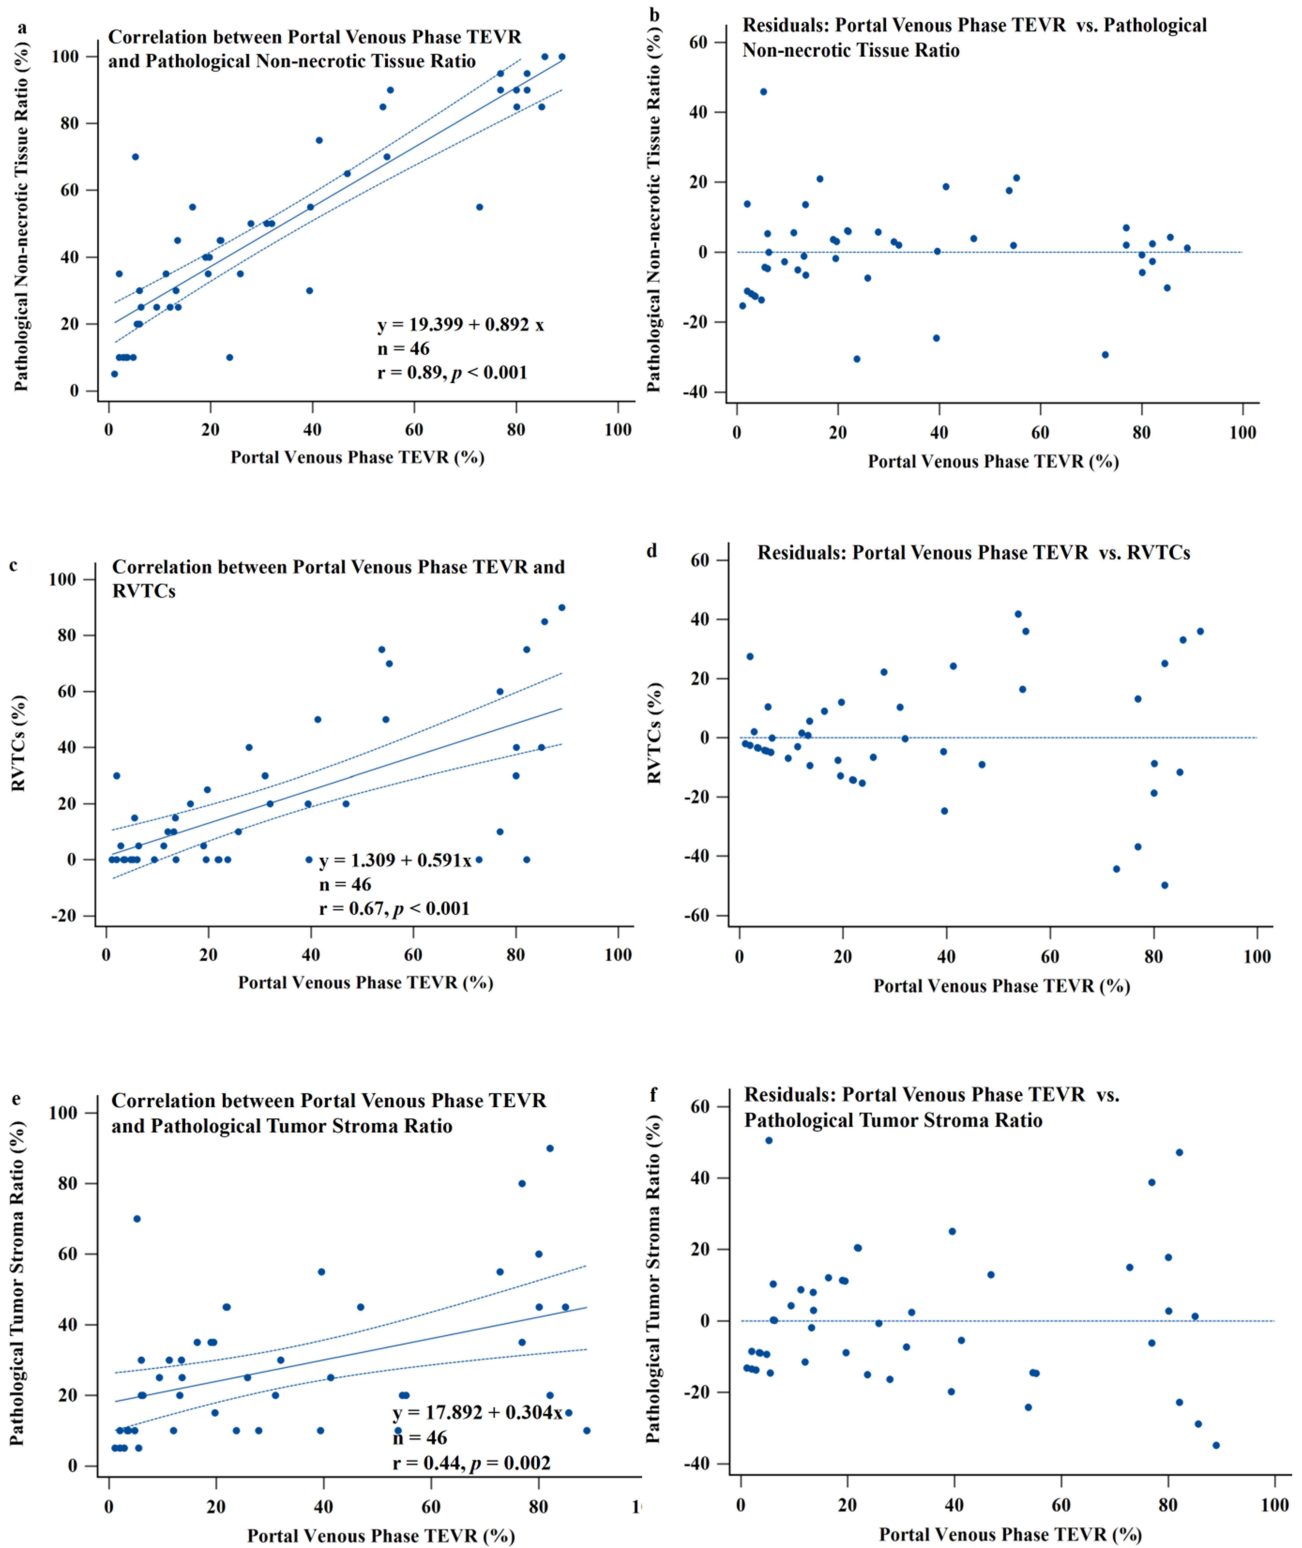 a
Correlation between Portal Venous Phase TEVR
and Pathological Non-necrotic Tissue Ratio
Pathological Non-necrotic Tissue Ratio (%)
100
80
60
40
20
0
y = 19.399 + 0.892 x
n = 46
r = 0.89, p < 0.001
0 20 40 60 80 100
Portal Venous Phase TEVR (%)
b
Residuals: Portal Venous Phase TEVR vs. Pathological
Non-necrotic Tissue Ratio
Pathological Non-necrotic Tissue Ratio (%)
60
40
20
0
-20
-40
0 20 40 60 80 100
Portal Venous Phase TEVR (%)
c
Correlation between Portal Venous Phase TEVR and
RVTCs
RVTCs (%)
100
80
60
40
20
0
-20
y = 1.309 + 0.591x
n = 46
r = 0.67, p < 0.001
0 20 40 60 80 100
Portal Venous Phase TEVR (%)
d
Residuals: Portal Venous Phase TEVR vs. RVTCs
RVTCs (%)
60
40
20
0
-20
-40
-60
0 20 40 60 80 100
Portal Venous Phase TEVR (%)
e
Correlation between Portal Venous Phase TEVR
and Pathological Tumor Stroma Ratio
Pathological Tumor Stroma Ratio (%)
100
80
60
40
20
0
y = 17.892 + 0.304x
n = 46
r = 0.44, p = 0.002
0 20 40 60 80 1
Portal Venous Phase TEVR (%)
f
Residuals: Portal Venous Phase TEVR vs.
Pathological Tumor Stroma Ratio
Pathological Tumor Stroma Ratio (%)
60
40
20
0
-20
-40
0 20 40 60 80 100
Portal Venous Phase TEVR (%)